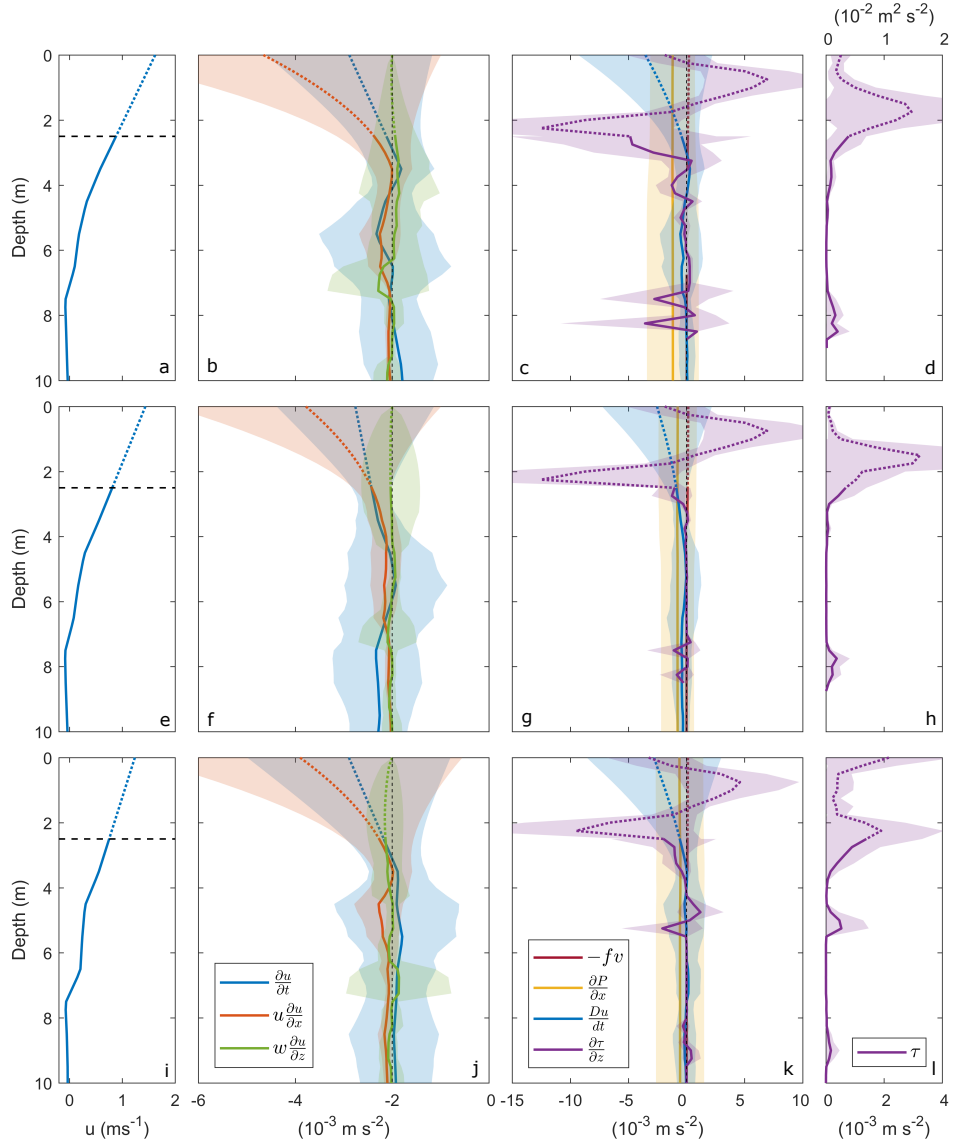 (10-2 m2 s-2)
0 1 2
0
2
4
6
8
10
Depth (m)
a
b
c
d
0
2
4
6
8
10
Depth (m)
e
f
g
h
0
2
4
6
8
10
Depth (m)
∂u/∂t
u ∂u/∂x
w ∂u/∂z
−fv
∂P/∂x
Du/dt
∂τ/∂z
τ
i
j
k
l
0 1 2
-6 -4 -2 0
-15 -10 -5 0 5 10
0 2 4
u (ms-1)
(10-3 m s-2)
(10-3 m s-2)
(10-3 m s-2)